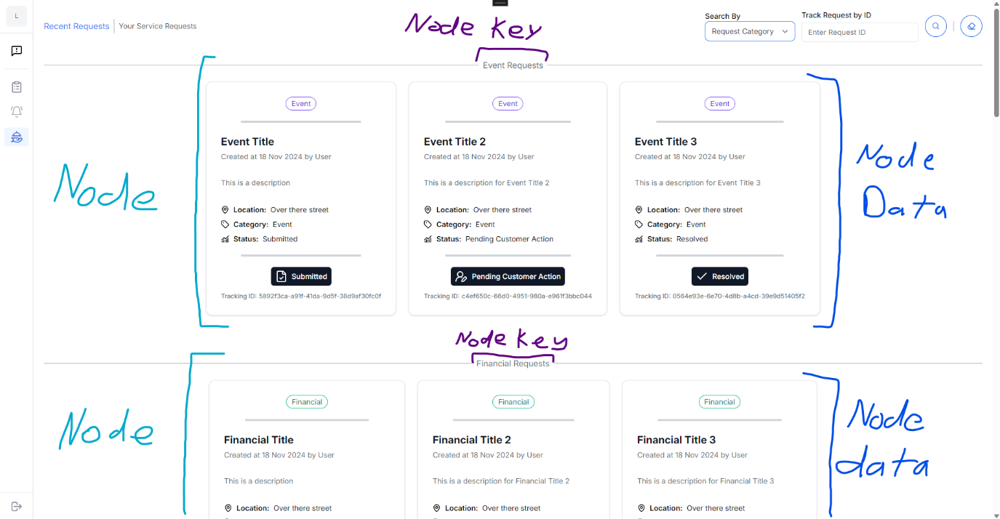 L
Recent Requests
Your Service Requests
Node Key
Search By
Request Category
Track Request by ID
Enter Request ID
Event Requests
Node
Event
Event Title
Created at 18 Nov 2024 by User
This is a description
Location: Over there street
Category: Event
Status: Submitted
Submitted
Tracking ID: 5892f3ca-a91f-41da-9d5f-38d9af30fc0f
Event
Event Title 2
Created at 18 Nov 2024 by User
This is a description for Event Title 2
Location: Over there street
Category: Event
Status: Pending Customer Action
Pending Customer Action
Tracking ID: c4ef650c-66d0-4951-980a-e961f3bbc044
Event
Event Title 3
Created at 18 Nov 2024 by User
This is a description for Event Title 3
Location: Over there street
Category: Event
Status: Resolved
Resolved
Tracking ID: 0564e93e-6e70-4d8b-a4cd-39e9d51405f2
Node
Data
Node Key
Financial Requests
Node
Financial
Financial Title
Created at 18 Nov 2024 by User
This is a description
Location: Over there street
Financial
Financial Title 2
Created at 18 Nov 2024 by User
This is a description for Financial Title 2
Location: Over there street
Financial
Financial Title 3
Created at 18 Nov 2024 by User
This is a description for Financial Title 3
Location: Over there street
Node
data